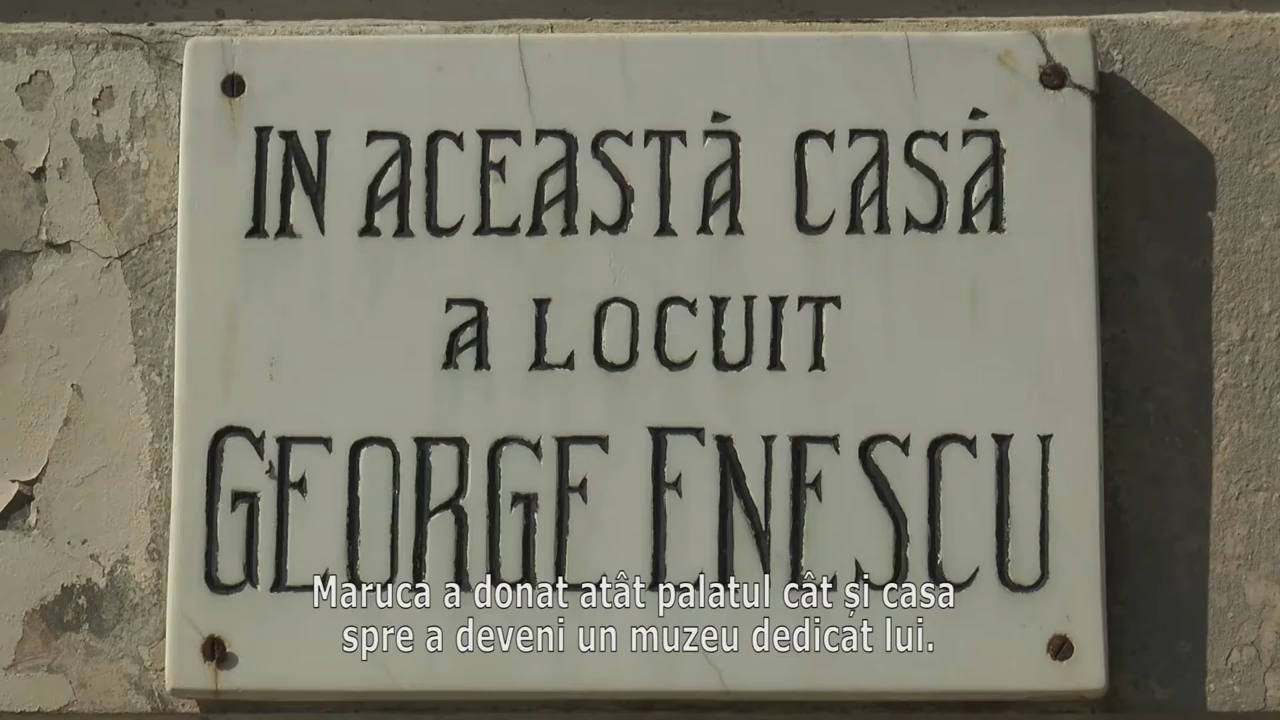 IN ACEASTĂ CASĂ
A LOCUIT
GEORGE ENESCU
Maruca a donat atât palatul cât și casa
spre a deveni un muzeu dedicat lui.